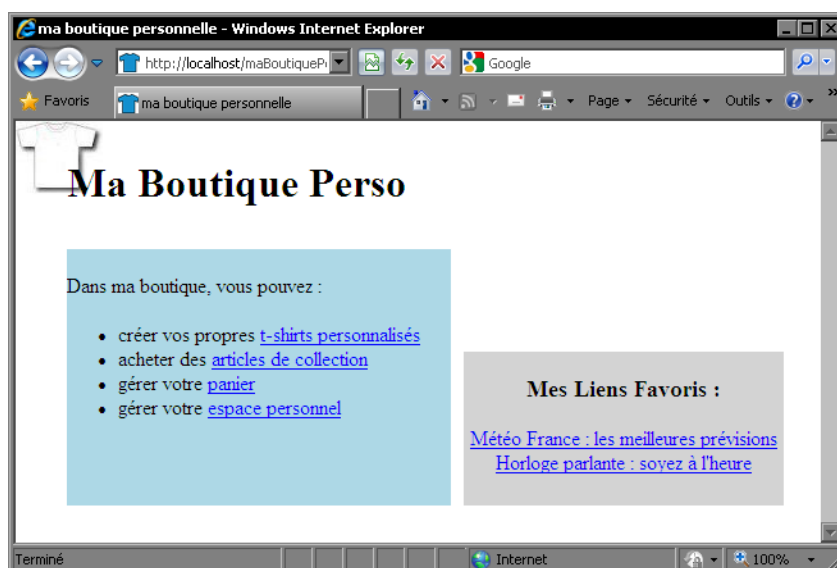 ma boutique personnelle - Windows Internet Explorer
http://localhost/maBoutiqueP
Google
Favoris
ma boutique personnelle
Page
Sécurité
Outils
Ma Boutique Perso
Dans ma boutique, vous pouvez :
• créer vos propres t-shirts personnalisés
• acheter des articles de collection
• gérer votre panier
• gérer votre espace personnel
Mes Liens Favoris :
Météo France : les meilleures prévisions
Horloge parlante : soyez à l'heure
Terminé
Internet
100%